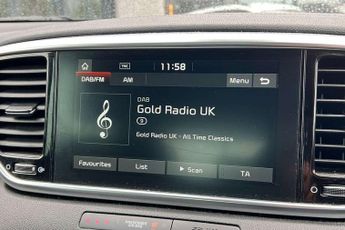 11:58
DAB/FM AM Menu
DAB
Gold Radio UK
3
Gold Radio UK - All Time Classics
Favourites List Scan TA